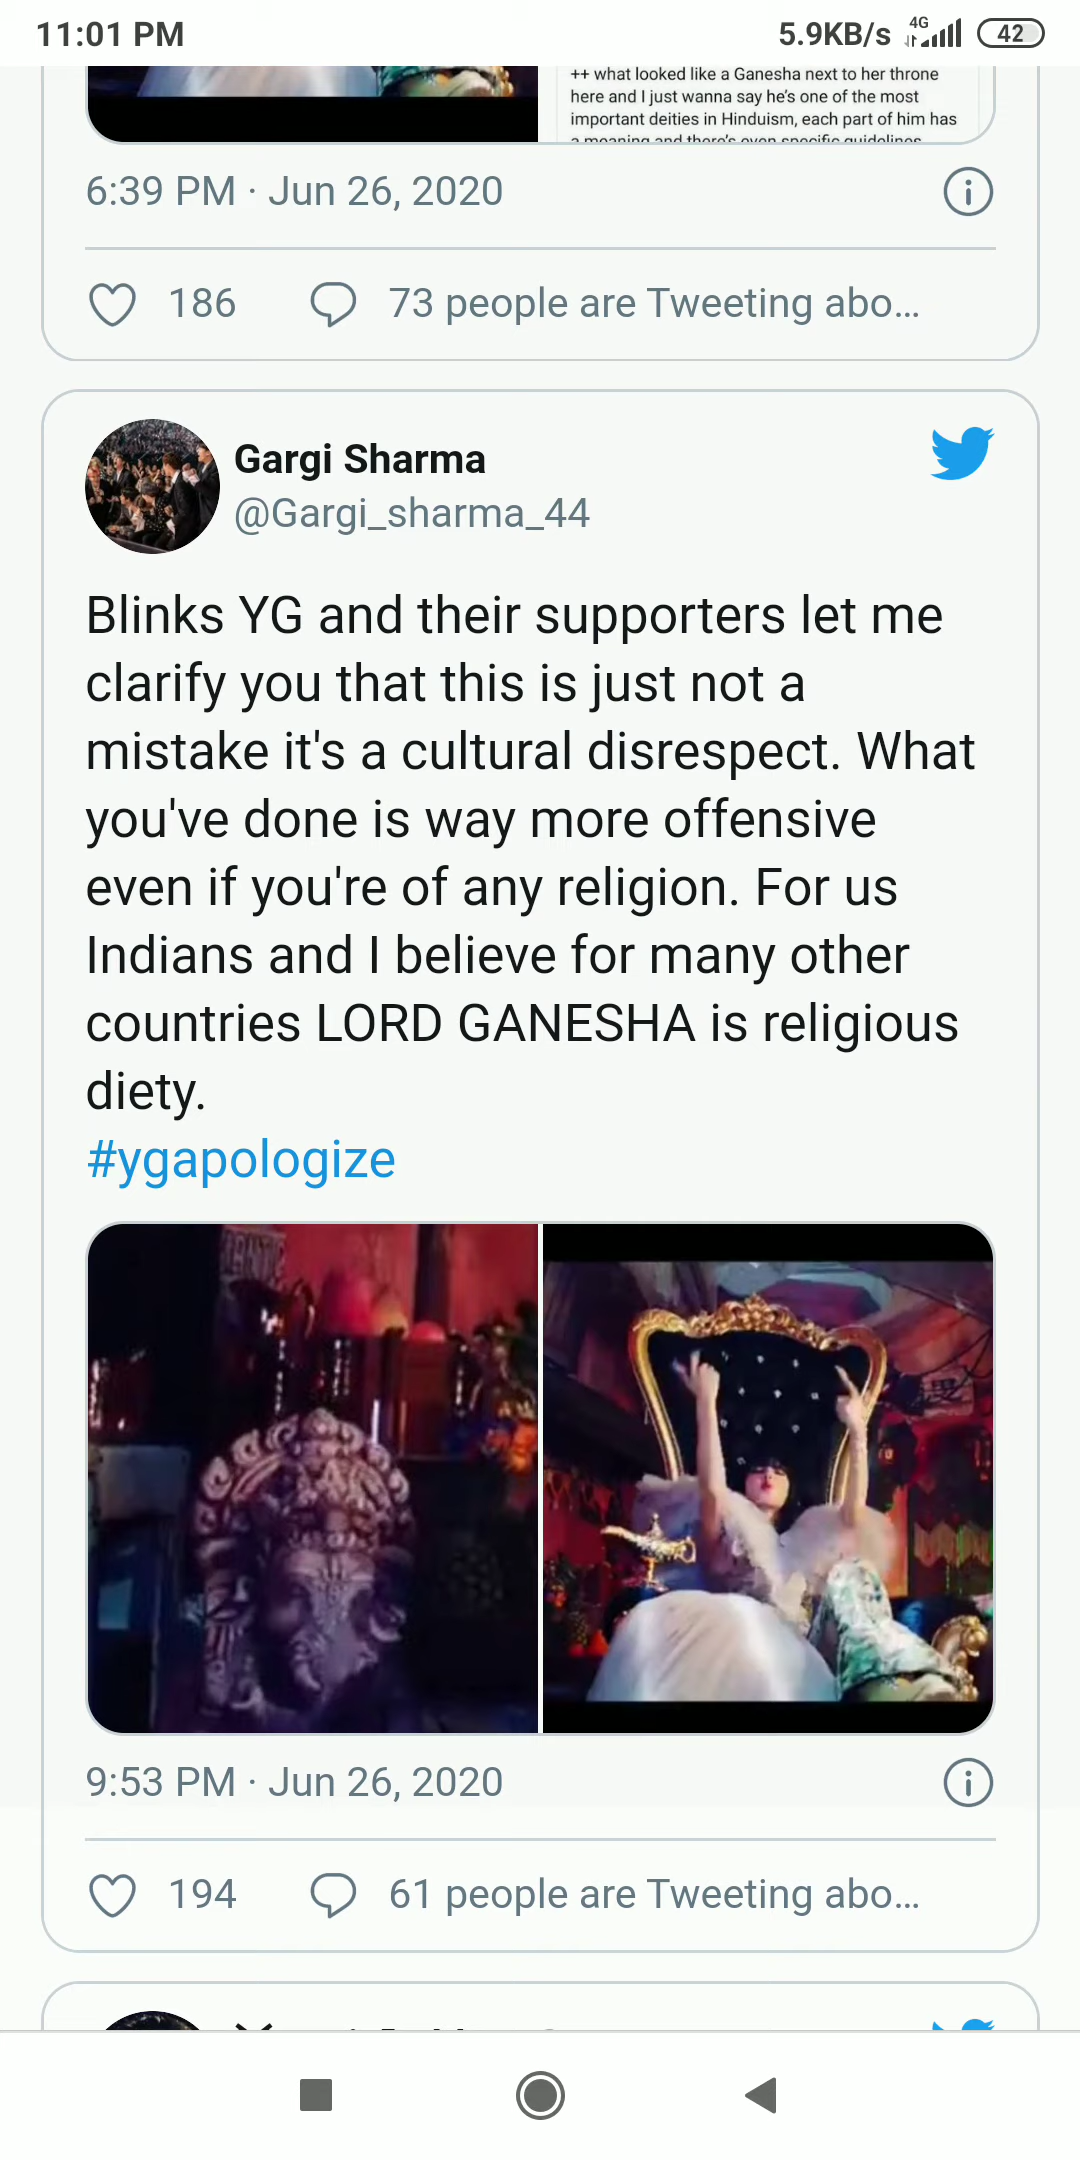 11:01 PM
5.9KB/s 4G 42
++ what looked like a Ganesha next to her throne
here and I just wanna say he's one of the most
important deities in Hinduism, each part of him has
a meaning and there's even specific guidelines
6:39 PM · Jun 26, 2020
186 73 people are Tweeting abo...
Gargi Sharma
@Gargi_sharma_44
Blinks YG and their supporters let me
clarify you that this is just not a
mistake it's a cultural disrespect. What
you've done is way more offensive
even if you're of any religion. For us
Indians and I believe for many other
countries LORD GANESHA is religious
diety.
#ygapologize
9:53 PM · Jun 26, 2020
194 61 people are Tweeting abo...